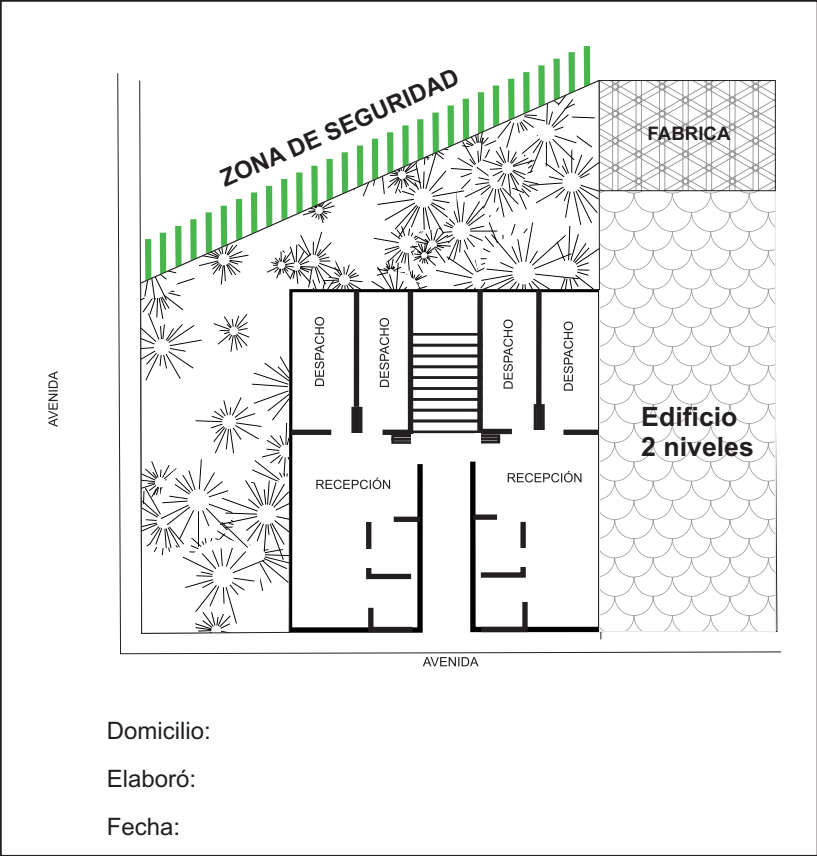 ZONA DE SEGURIDAD
FABRICA
DESPACHO
DESPACHO
DESPACHO
DESPACHO
AVENIDA
Edificio
2 niveles
RECEPCIÓN
RECEPCIÓN
AVENIDA
Domicilio:
Elaboró:
Fecha: